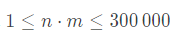 1 ≤ n · m ≤ 300 000